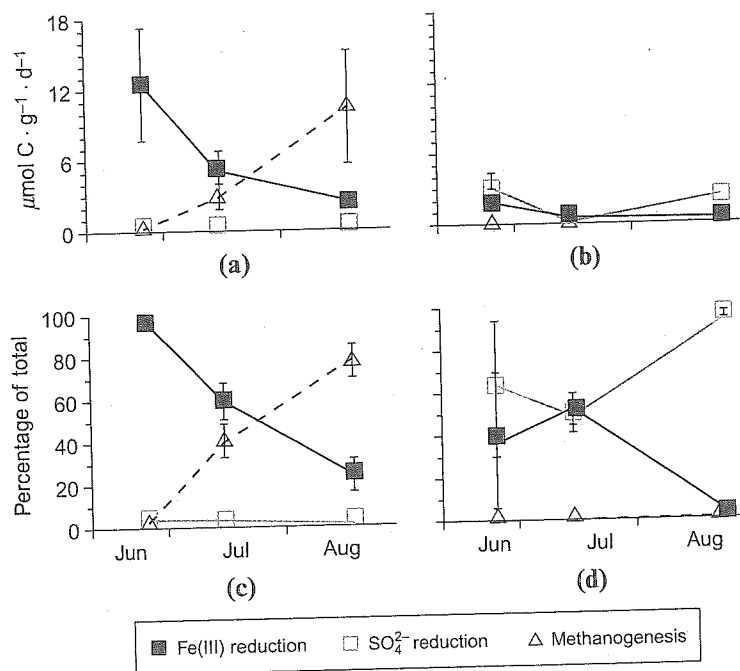 18
12
6
0
μmol C · g⁻¹ · d⁻¹
(a)
(b)
100
80
60
40
20
0
Percentage of total
Jun Jul Aug
Jun Jul Aug
(c)
(d)
Fe(III) reduction SO₄²⁻ reduction Methanogenesis